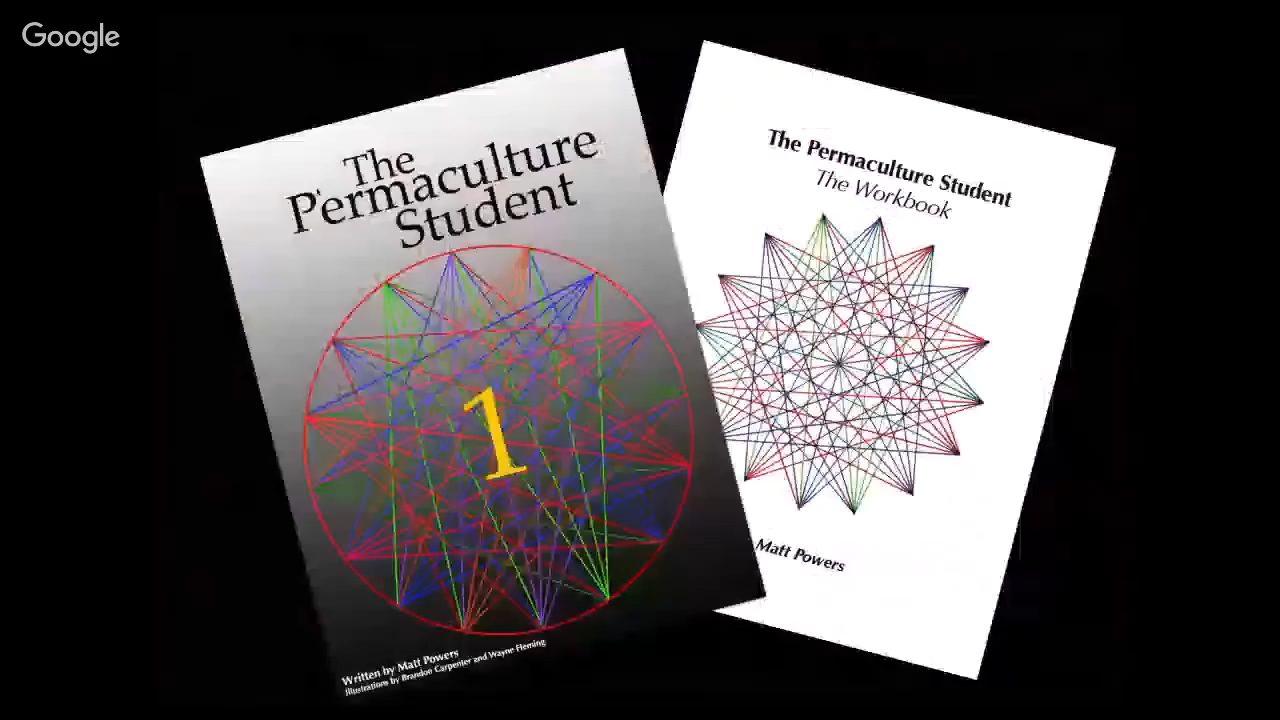 Google
The
Permaculture
Student
1
Written by Matt Powers
Illustrations by Brandon Carpenter and Wayne Fleming
The Permaculture Student
The Workbook
Matt Powers